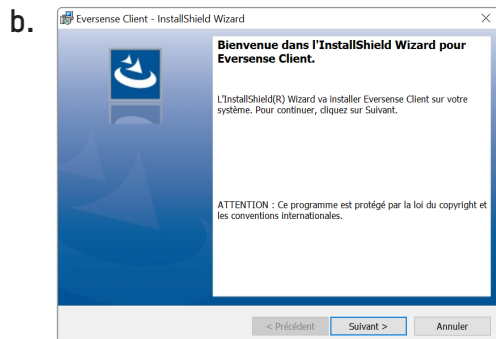 b.
Eversense Client - InstallShield Wizard
Bienvenue dans l'InstallShield Wizard pour
Eversense Client.
L'InstallShield(R) Wizard va installer Eversense Client sur votre
système. Pour continuer, cliquez sur Suivant.
ATTENTION : Ce programme est protégé par la loi du copyright et
les conventions internationales.
< Précédent Suivant > Annuler